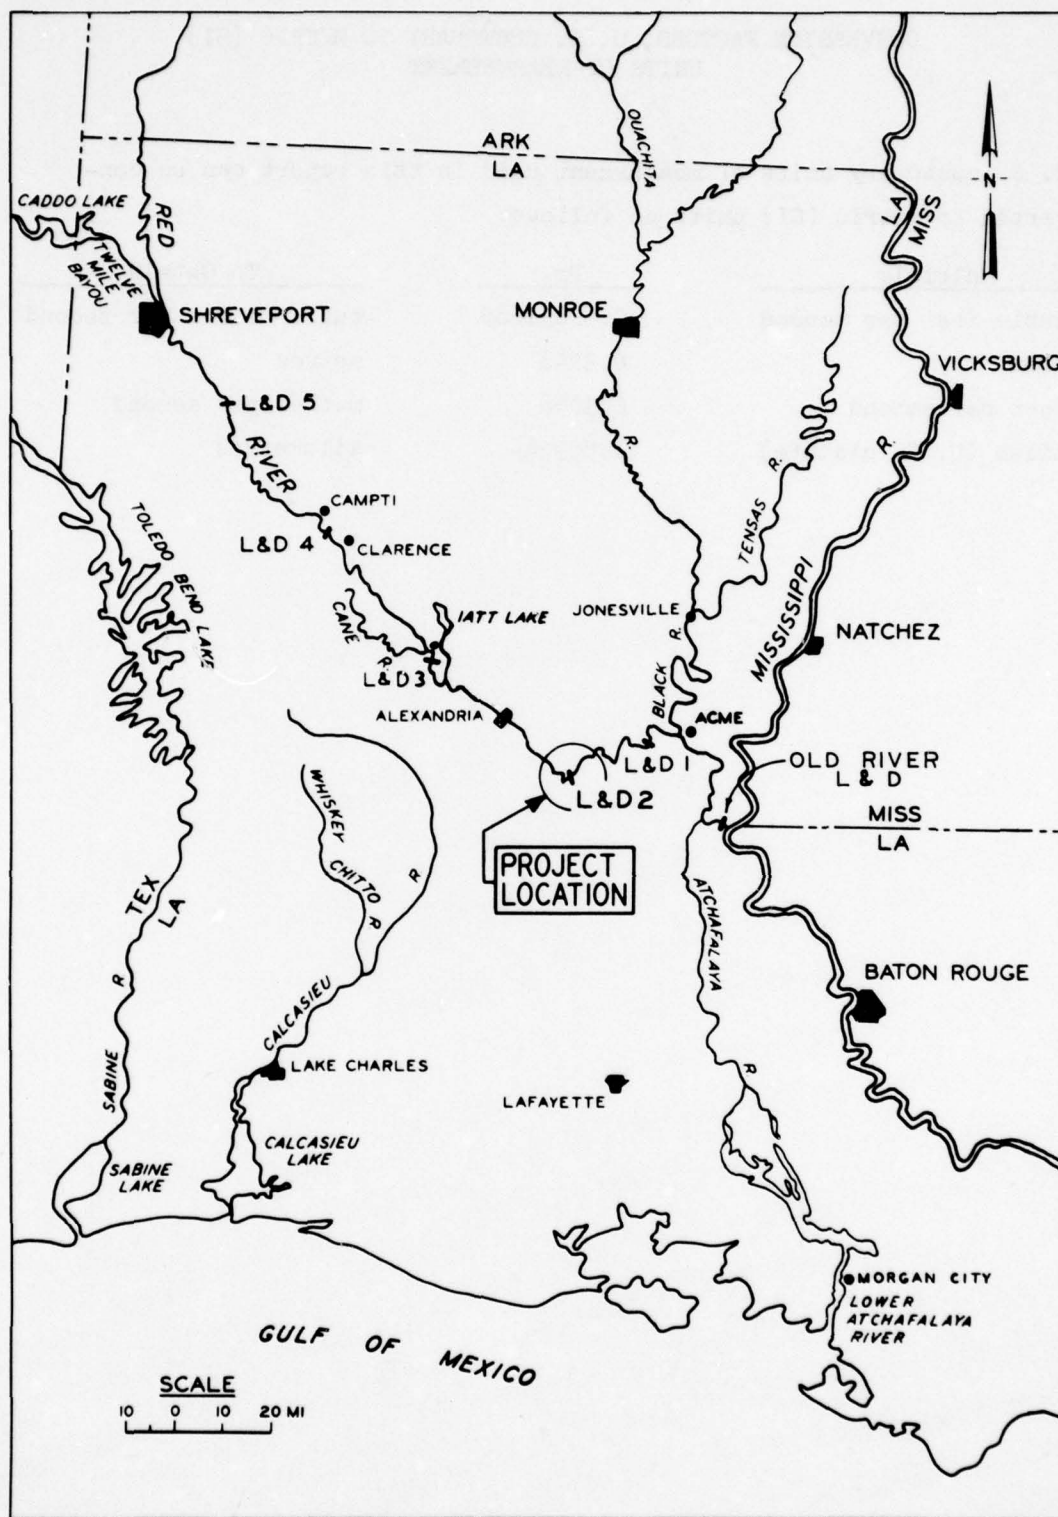 ARK
LA
OUACHITA
LA
MISS
N
CADDO LAKE
RED
TWELVE
MILE
BAYOU
SHREVEPORT
MONROE
VICKSBURG
L&D 5
RIVER
R.
R.
R.
CAMPTI
L&D 4
CLARENCE
TOLEDO BEND LAKE
TENSAS
MISSISSIPPI
CANE
R.
IATT LAKE
JONESVILLE
R.
NATCHEZ
L&D3
BLACK
ALEXANDRIA
ACME
L&D 1
OLD RIVER
L & D
L&D2
WHISKEY
CHITTO
R
R
MISS
LA
PROJECT
LOCATION
TEX
LA
ATCHAFALAYA
R
SABINE
R
CALCASIEU
BATON ROUGE
LAKE CHARLES
LAFAYETTE
CALCASIEU
LAKE
SABINE
LAKE
MORGAN CITY
LOWER
ATCHAFALAYA
RIVER
GULF OF MEXICO
SCALE
10 0 10 20 MI